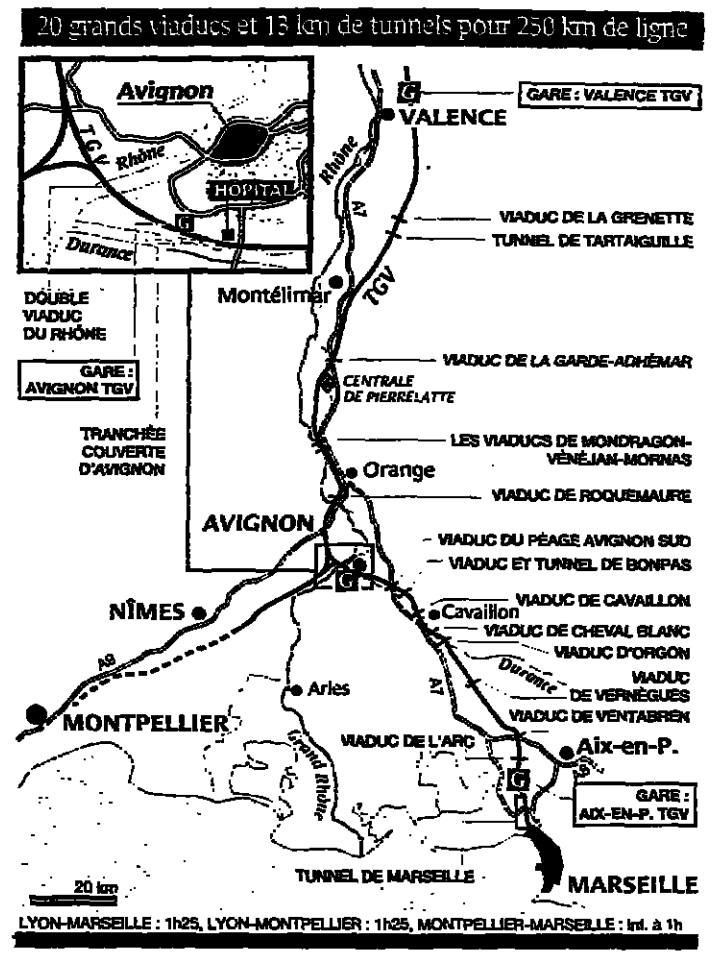 20 grands viaducs et 13 km de tunnels pour 250 km de ligne
Avignon
TGV
Rhône
HOPITAL
G
Durance
DOUBLE
VIADUC
DU RHÔNE
GARE :
AVIGNON TGV
TRANCHÉE
COUVERTE
D'AVIGNON
G
GARE : VALENCE TGV
VALENCE
Rhône
A7
VIADUC DE LA GRENETTE
TUNNEL DE TARTAIGUILLE
Montélimar
TGV
VIADUC DE LA GARDE-ADHÉMAR
CENTRALE
DE PIERRELATTE
LES VIADUCS DE MONDRAGON-
VÉNÉJAN-MORNAS
Orange
VIADUC DE ROQUEMAURE
AVIGNON
VIADUC DU PÉAGE AVIGNON SUD
VIADUC ET TUNNEL DE BONPAS
G
VIADUC DE CAVAILLON
NÎMES
Cavaillon
VIADUC DE CHEVAL BLANC
VIADUC D'ORGON
A9
Durance
VIADUC
DE VERNÈGUES
A7
Arles
MONTPELLIER
VIADUC DE VENTABREN
Grand Rhône
VIADUC DE L'ARC
Aix-en-P.
G
GARE :
AIX-EN-P. TGV
TUNNEL DE MARSEILLE
MARSEILLE
20 km
LYON-MARSEILLE : 1h25, LYON-MONTPELLIER : 1h25, MONTPELLIER-MARSEILLE : inf. à 1h